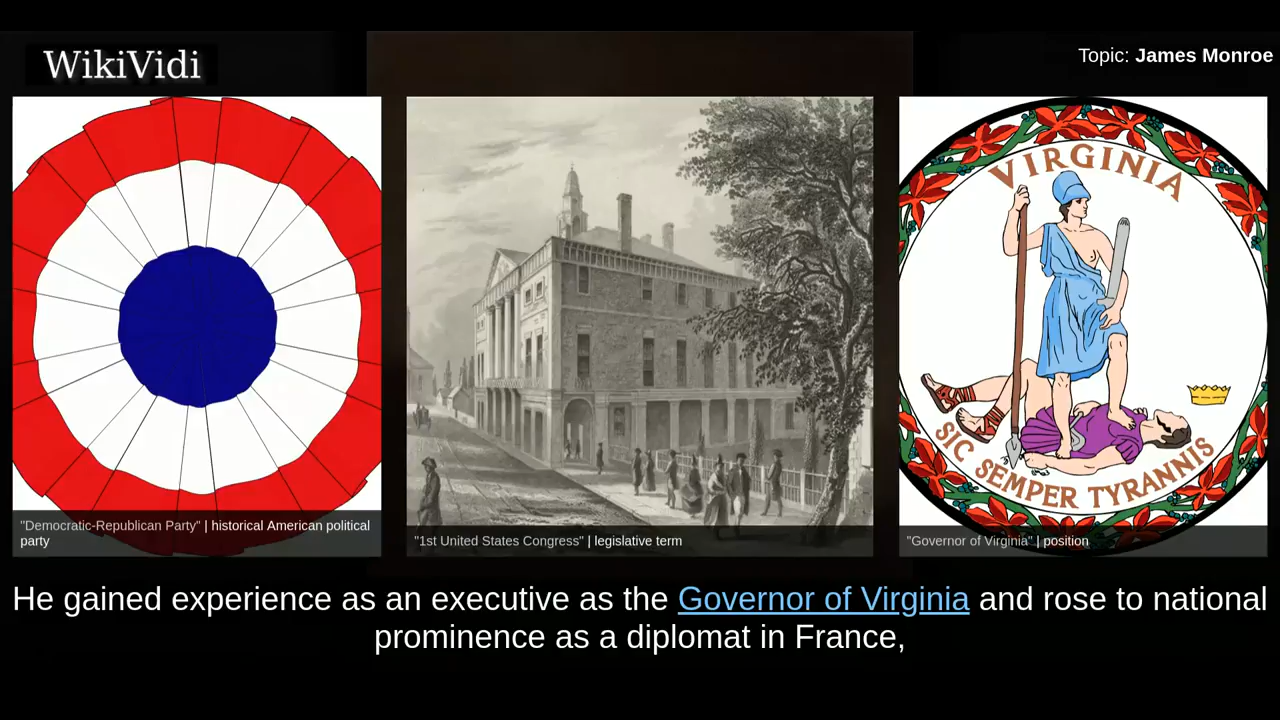 WikiVidi
Topic: James Monroe
VIRGINIA
SIC SEMPER TYRANNIS
"Democratic-Republican Party" | historical American political
party
"1st United States Congress" | legislative term
"Governor of Virginia" | position
He gained experience as an executive as the Governor of Virginia and rose to national
prominence as a diplomat in France,